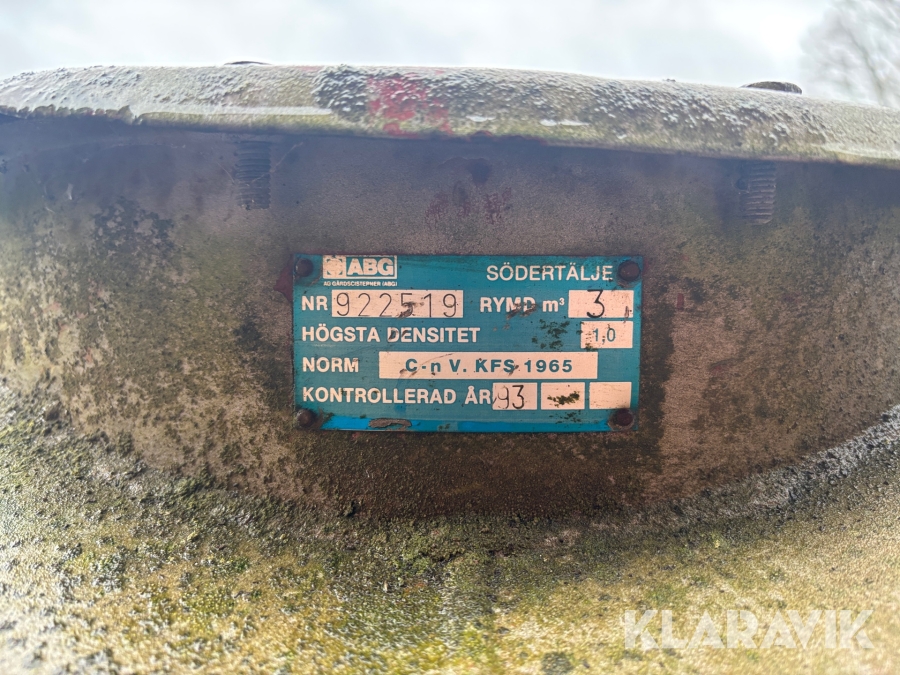 ABG SÖDERTÄLJE
AG GÅRDSCISTERNER (ABG)
NR 922519 RYMD m³ 3
HÖGSTA DENSITET 1,0
NORM C-n V. KFS 1965
KONTROLLERAD ÅR 93
KLARAVIK